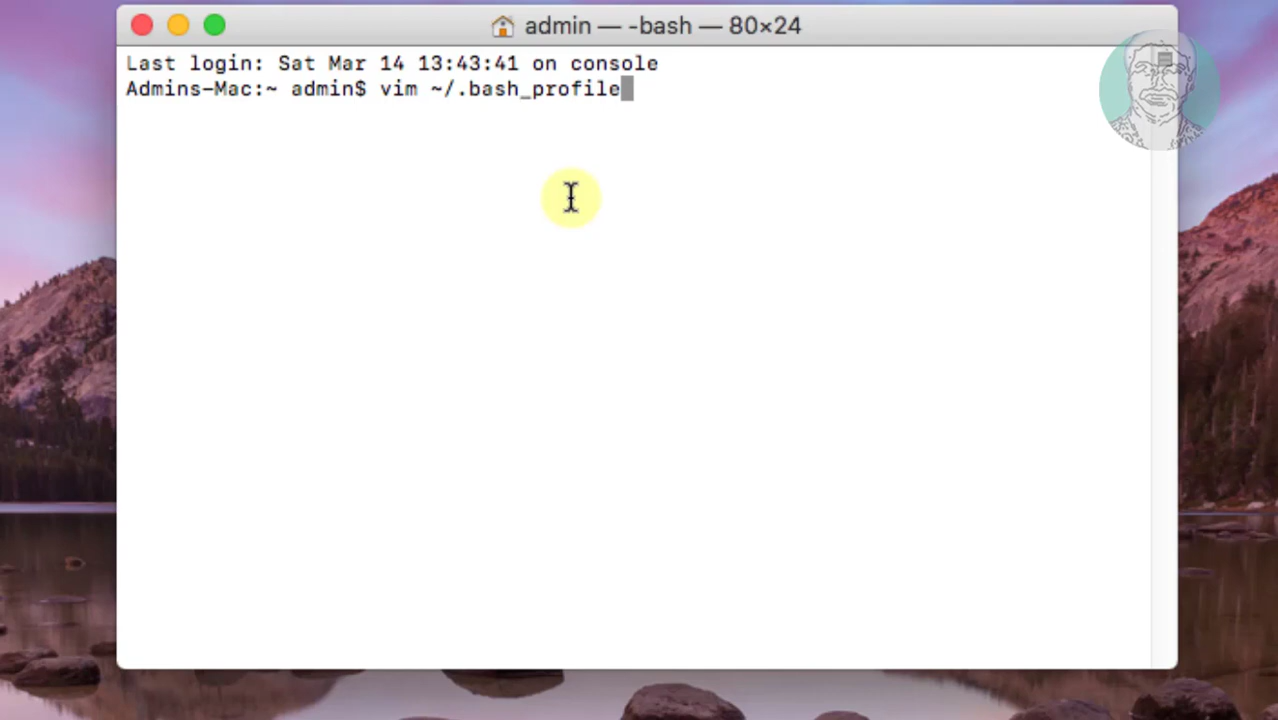 admin — -bash — 80×24
Last login: Sat Mar 14 13:43:41 on console
Admins-Mac:~ admin$ vim ~/.bash_profile